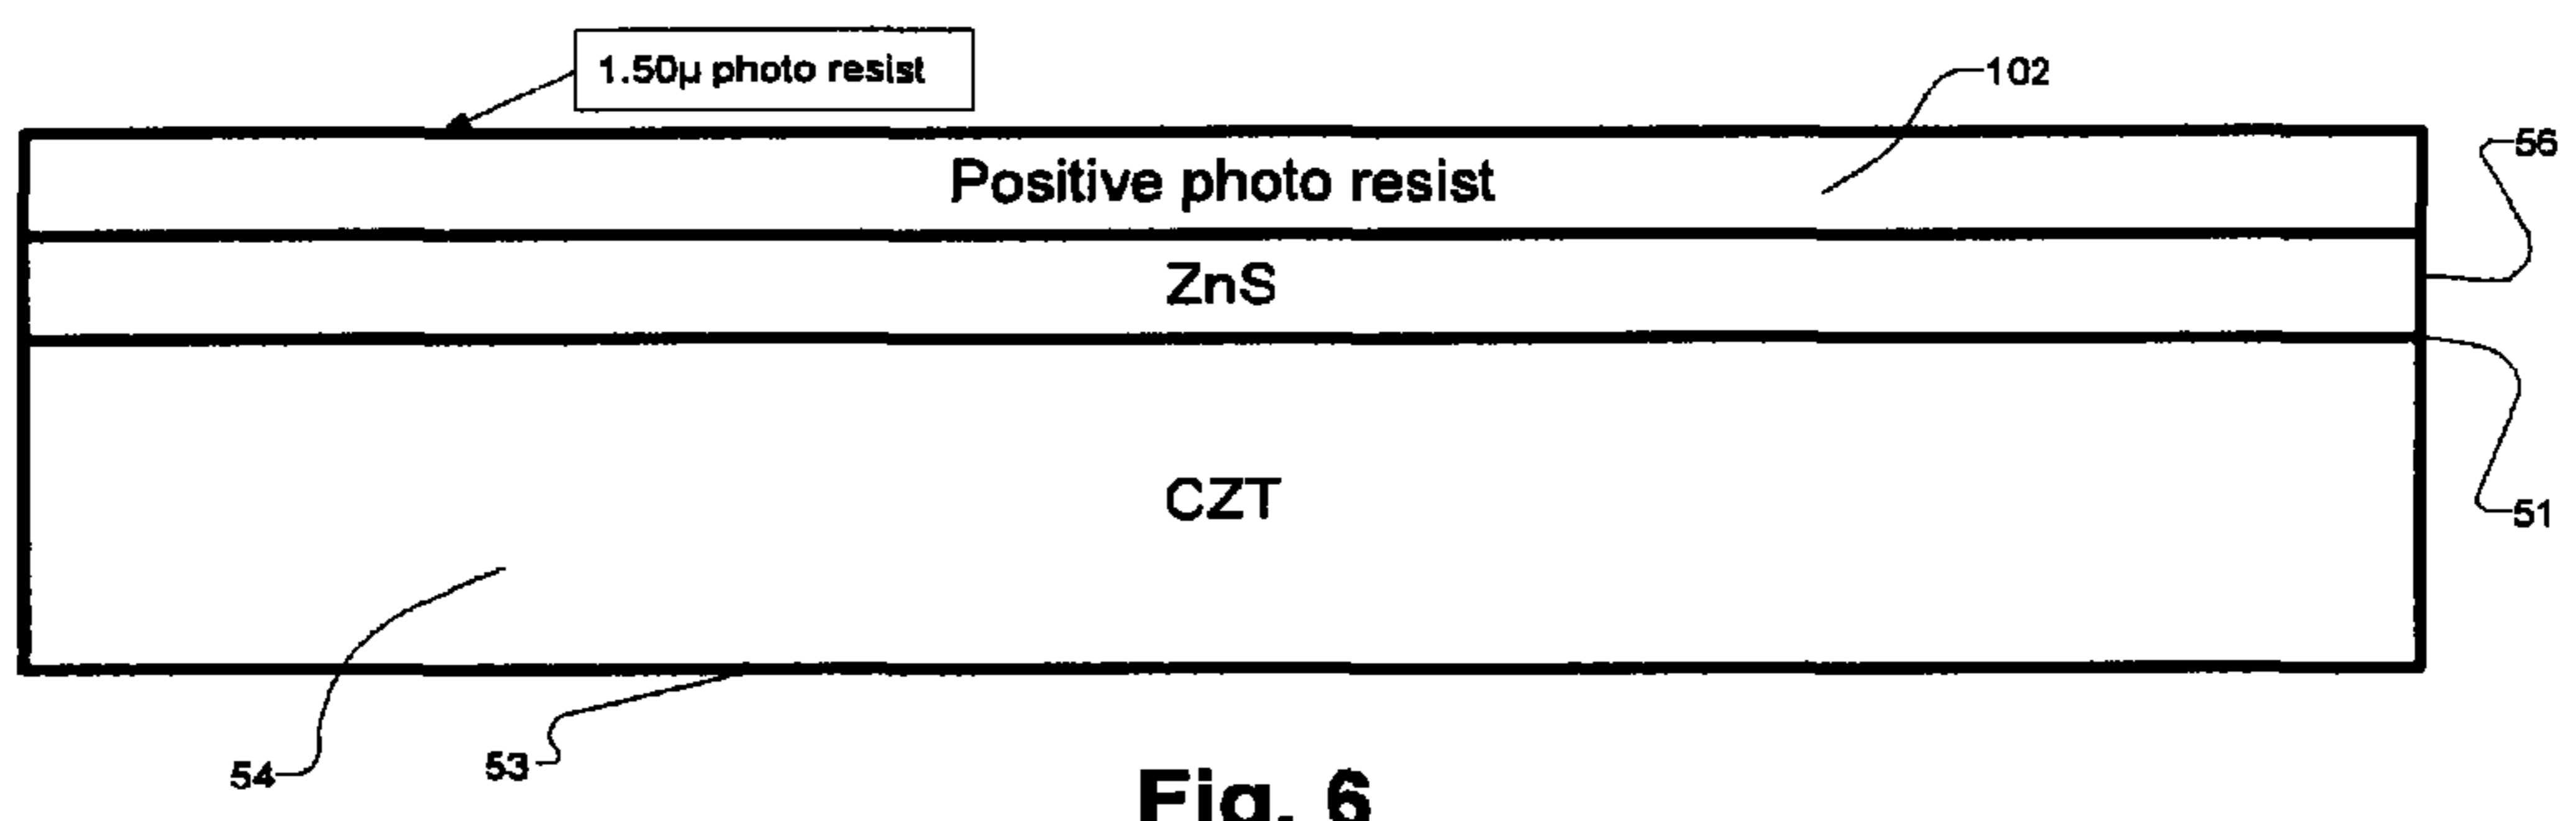 1.50µ photo resist
102
Positive photo resist
56
ZnS
CZT
51
54
53
Fig. 6